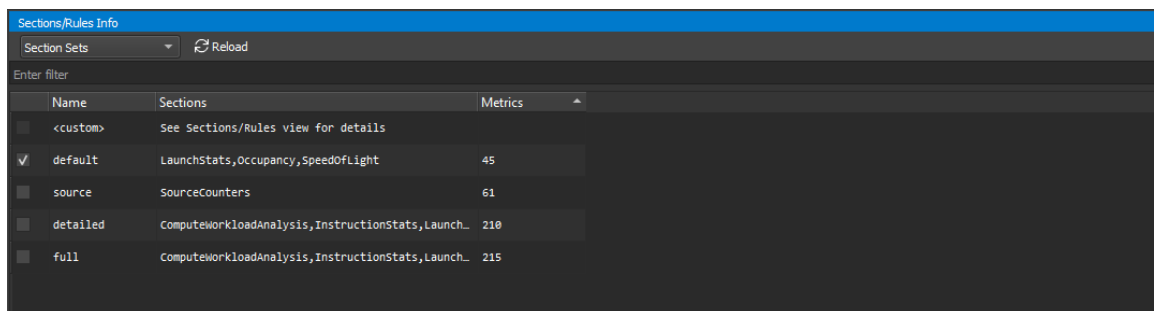 Sections/Rules Info
Section Sets Reload
Enter filter
Name Sections Metrics
<custom> See Sections/Rules view for details
default LaunchStats,Occupancy,SpeedOfLight 45
source SourceCounters 61
detailed ComputeWorkloadAnalysis,InstructionStats,Launch… 210
full ComputeWorkloadAnalysis,InstructionStats,Launch… 215